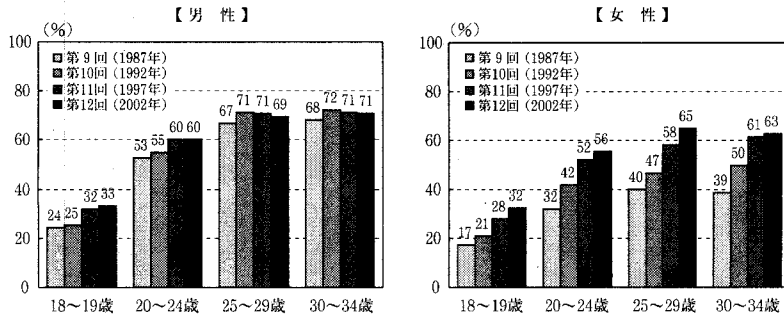 【男 性】
(%)
100
80
60
40
20
0
第9回(1987年)
第10回(1992年)
第11回(1997年)
第12回(2002年)
24 25 32 33
53 55 60 60
67 71 71 69
68 72 71 71
18〜19歳 20〜24歳 25〜29歳 30〜34歳
【女 性】
(%)
100
80
60
40
20
0
第9回(1987年)
第10回(1992年)
第11回(1997年)
第12回(2002年)
17 21 28 32
32 42 52 56
40 47 58 65
39 50 61 63
18〜19歳 20〜24歳 25〜29歳 30〜34歳